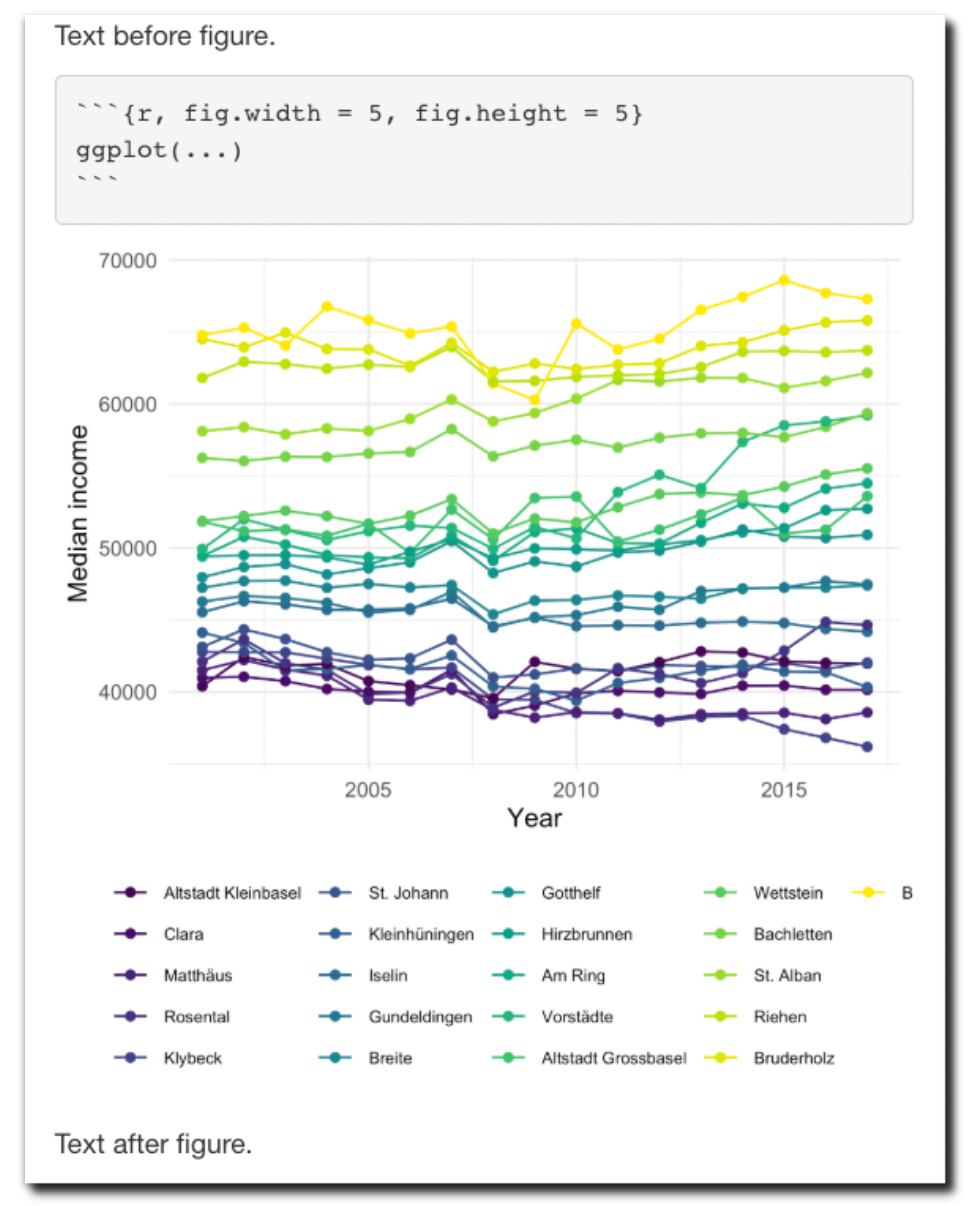 Text before figure.
```{r, fig.width = 5, fig.height = 5}
ggplot(...)
```
70000
60000
50000
40000
Median income
2005 2010 2015
Year
Altstadt Kleinbasel St. Johann Gotthelf Wettstein B
Clara Kleinhüningen Hirzbrunnen Bachletten
Matthäus Iselin Am Ring St. Alban
Rosental Gundeldingen Vorstädte Riehen
Klybeck Breite Altstadt Grossbasel Bruderholz
Text after figure.